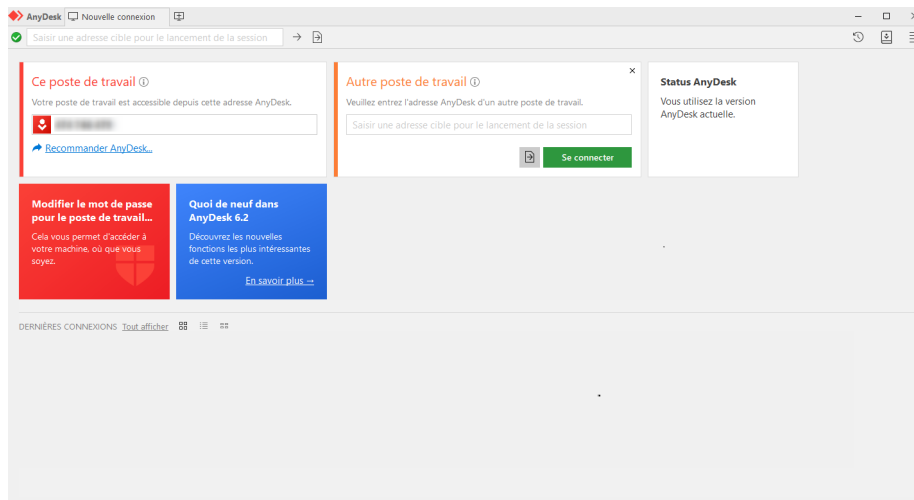 AnyDesk
Nouvelle connexion
Saisir une adresse cible pour le lancement de la session
Ce poste de travail
Votre poste de travail est accessible depuis cette adresse AnyDesk.
Recommander AnyDesk...
Autre poste de travail
Veuillez entrez l'adresse AnyDesk d'un autre poste de travail.
Saisir une adresse cible pour le lancement de la session
Se connecter
Status AnyDesk
Vous utilisez la version
AnyDesk actuelle.
Modifier le mot de passe
pour le poste de travail...
Cela vous permet d'accéder à
votre machine, où que vous
soyez.
Quoi de neuf dans
AnyDesk 6.2
Découvrez les nouvelles
fonctions les plus intéressantes
de cette version.
En savoir plus →
DERNIÈRES CONNEXIONS Tout afficher